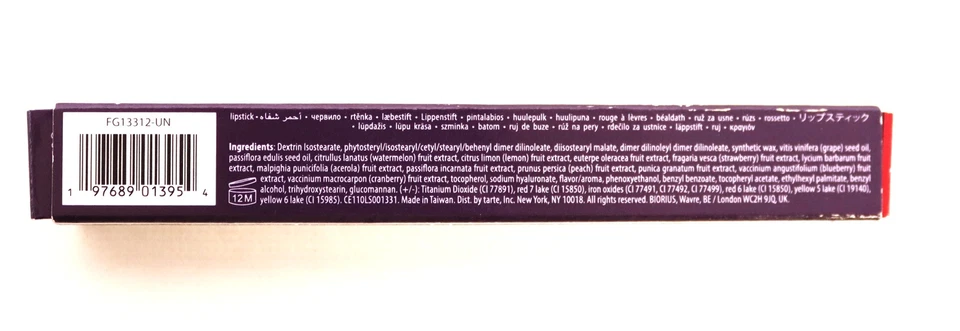 FG13312-UN
1 97689 01395 4
lipstick • أحمر شفاه • червило • rtěnka • læbestift • Lippenstift • pintalabios • huulepulk • huulipuna • rouge à lèvres • béaldath • ruž za usne • rúzs • rossetto • リップスティック
• lūpdažis • lūpu krāsa • szminka • batom • ruj de buze • rúž na pery • rdečilo za ustnice • läppstift • ruj • κραγιόν
Ingredients: Dextrin Isostearate, phytosteryl/isostearyl/cetyl/stearyl/behenyl dimer dilinoleate, diisostearyl malate, dimer dilinoleyl dimer dilinoleate, synthetic wax, vitis vinifera (grape) seed oil,
passiflora edulis seed oil, citrullus lanatus (watermelon) fruit extract, citrus limon (lemon) fruit extract, euterpe oleracea fruit extract, fragaria vesca (strawberry) fruit extract, lycium barbarum fruit
extract, malpighia punicifolia (acerola) fruit extract, passiflora incarnata fruit extract, prunus persica (peach) fruit extract, punica granatum fruit extract, vaccinium angustifolium (blueberry) fruit
extract, vaccinium macrocarpon (cranberry) fruit extract, tocopherol, sodium hyaluronate, flavor/aroma, phenoxyethanol, benzyl benzoate, tocopheryl acetate, ethylhexyl palmitate, benzyl
alcohol, trihydroxystearin, glucomannan. (+/-): Titanium Dioxide (CI 77891), red 7 lake (CI 15850), iron oxides (CI 77491, CI 77492, CI 77499), red 6 lake (CI 15850), yellow 5 lake (CI 19140),
yellow 6 lake (CI 15985). CE110LS001331. Made in Taiwan. Dist. by tarte, Inc. New York, NY 10018. All rights reserved. BIORIUS, Wavre, BE / London WC2H 9JQ, UK.
12 M